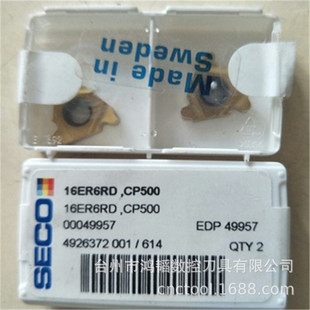 Made in
Sweden
SECO
16ER6RD ,CP500
16ER6RD ,CP500
00049957
EDP 49957
4926372 001 / 614
QTY 2
台州市鸿韬数控刀具有限公司
cnctool.1688.com